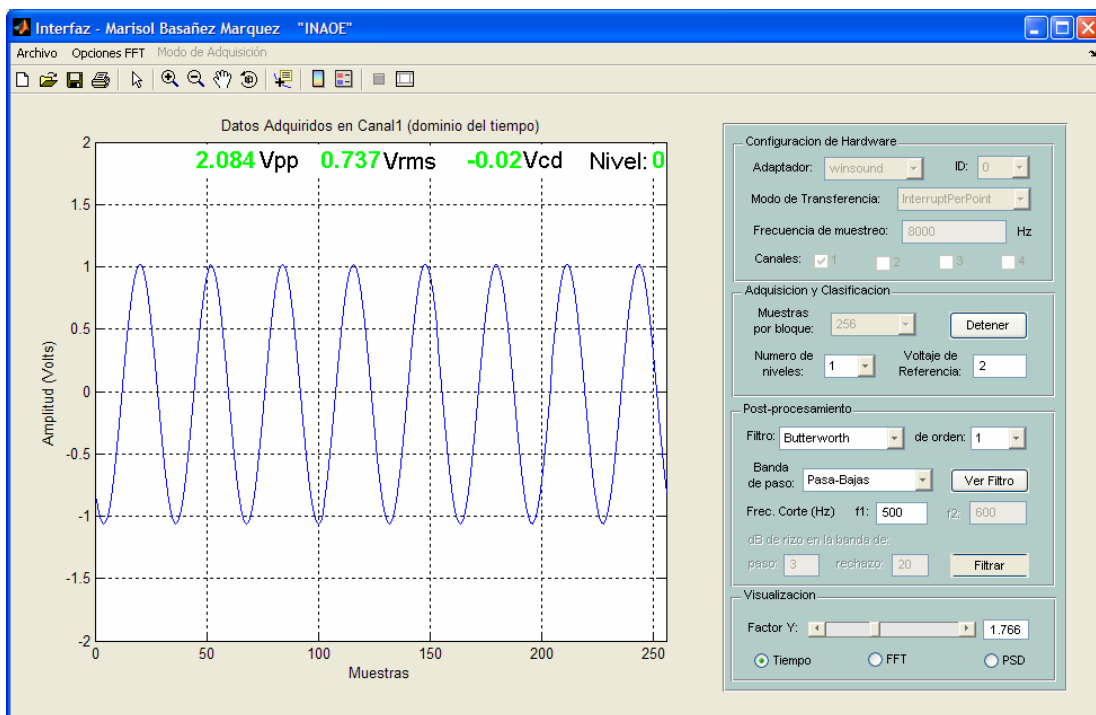 Interfaz - Marisol Basañez Marquez "INAOE"
Archivo Opciones FFT Modo de Adquisición
Datos Adquiridos en Canal1 (dominio del tiempo)
2.084 Vpp 0.737 Vrms -0.02 Vcd Nivel: 0
2
1.5
1
0.5
0
-0.5
-1
-1.5
-2
Amplitud (Volts)
0 50 100 150 200 250
Muestras
Configuracion de Hardware
Adaptador: winsound ID: 0
Modo de Transferencia: InterruptPerPoint
Frecuencia de muestreo: 8000 Hz
Canales: 1 2 3 4
Adquisicion y Clasificacion
Muestras
por bloque: 256 Detener
Numero de
niveles: 1
Voltaje de
Referencia: 2
Post-procesamiento
Filtro: Butterworth de orden: 1
Banda
de paso: Pasa-Bajas Ver Filtro
Frec. Corte (Hz) f1: 500 f2: 600
dB de rizo en la banda de:
paso: 3 rechazo: 20 Filtrar
Visualizacion
Factor Y: 1.766
Tiempo FFT PSD